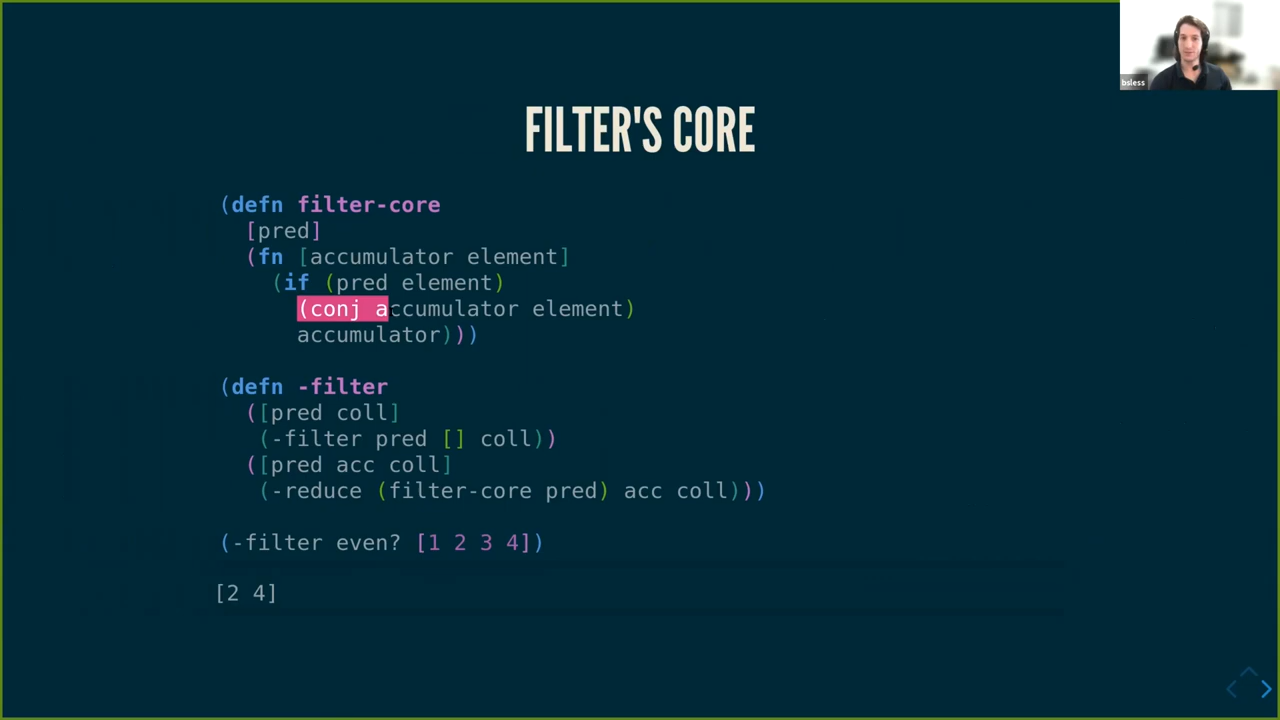 bsless
FILTER'S CORE
(defn filter-core
  [pred]
  (fn [accumulator element]
    (if (pred element)
      (conj accumulator element)
      accumulator)))
(defn -filter
  ([pred coll]
   (-filter pred [] coll))
  ([pred acc coll]
   (-reduce (filter-core pred) acc coll)))
(-filter even? [1 2 3 4])
[2 4]